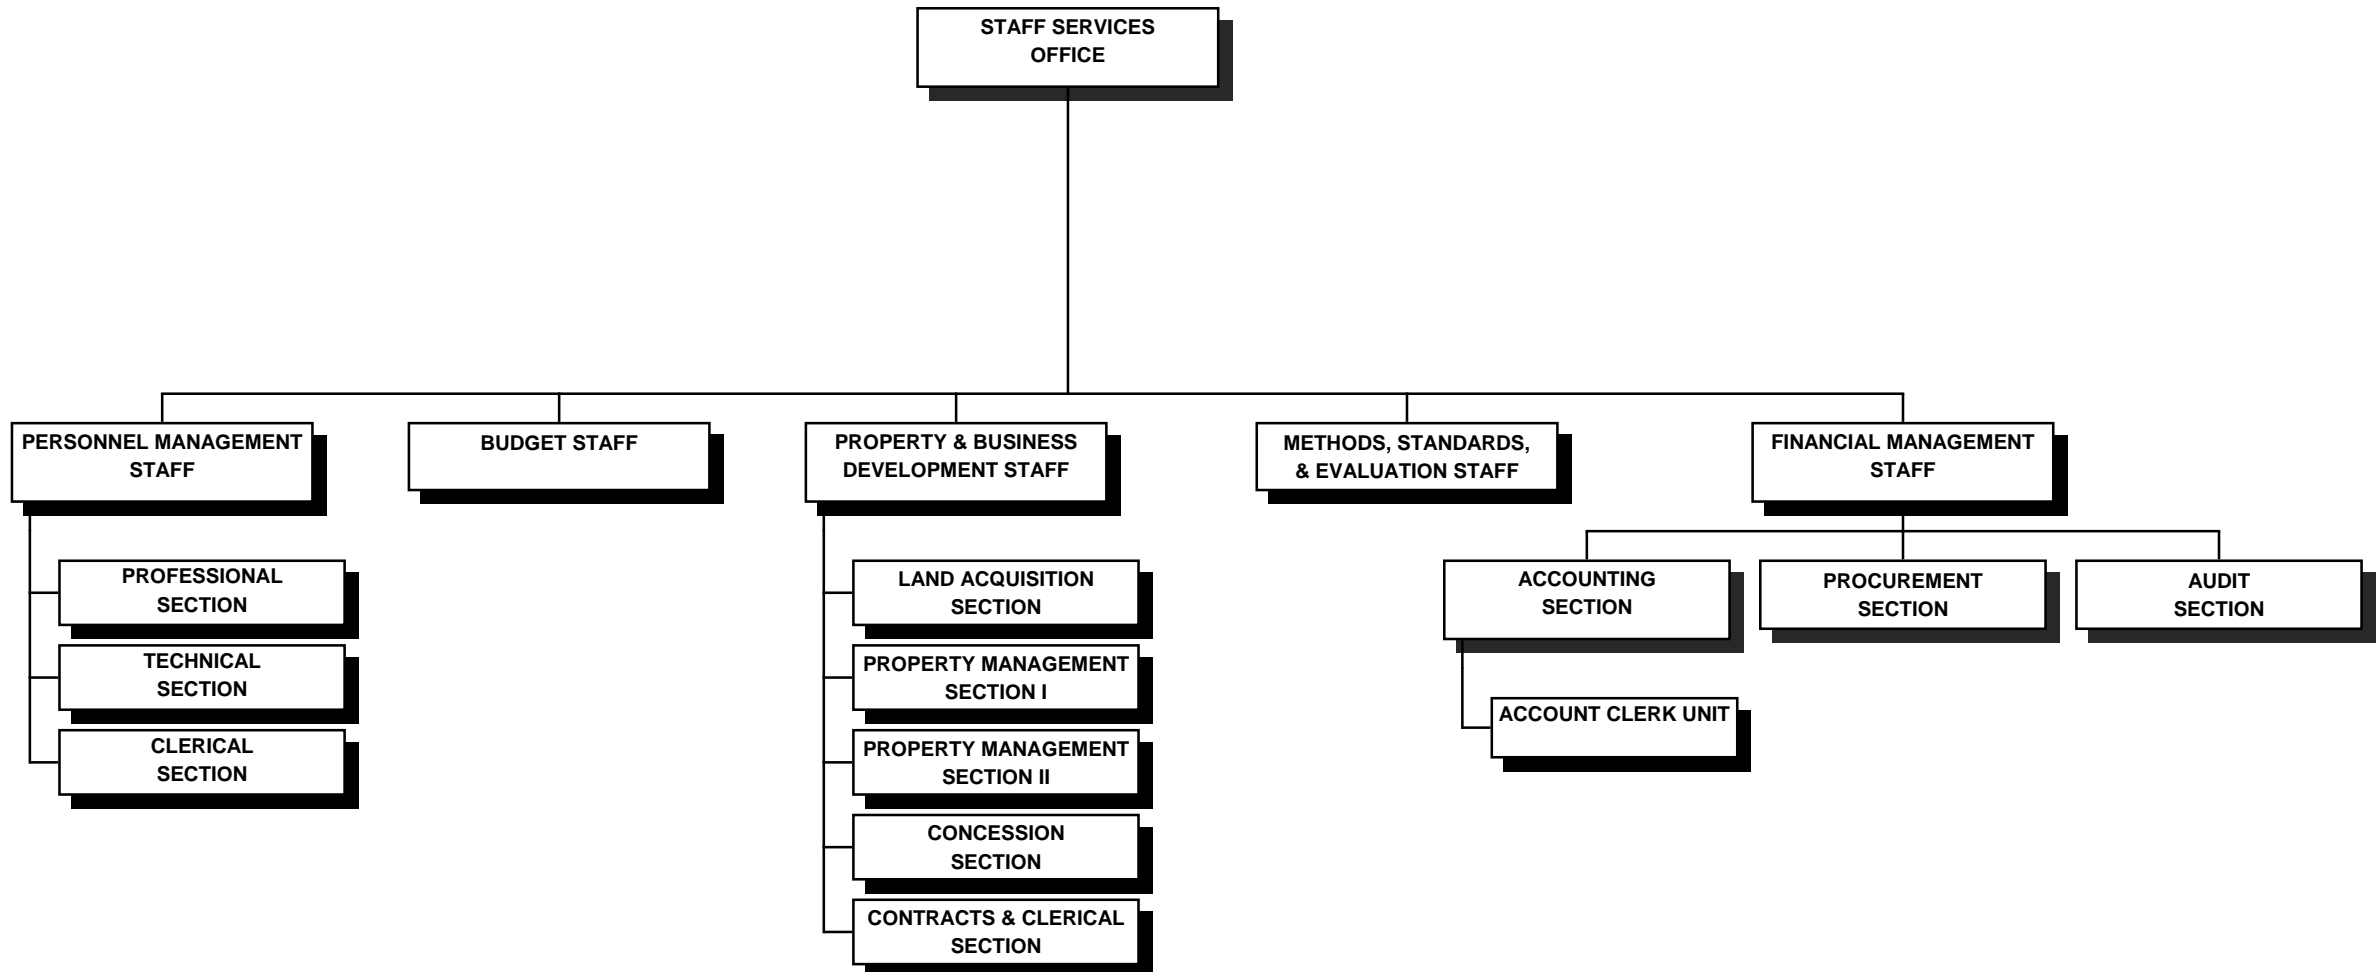 STAFF SERVICES
OFFICE
PERSONNEL MANAGEMENT
STAFF
BUDGET STAFF
PROPERTY & BUSINESS
DEVELOPMENT STAFF
METHODS, STANDARDS,
& EVALUATION STAFF
FINANCIAL MANAGEMENT
STAFF
PROFESSIONAL
SECTION
TECHNICAL
SECTION
CLERICAL
SECTION
LAND ACQUISITION
SECTION
PROPERTY MANAGEMENT
SECTION I
PROPERTY MANAGEMENT
SECTION II
CONCESSION
SECTION
CONTRACTS & CLERICAL
SECTION
ACCOUNTING
SECTION
ACCOUNT CLERK UNIT
PROCUREMENT
SECTION
AUDIT
SECTION